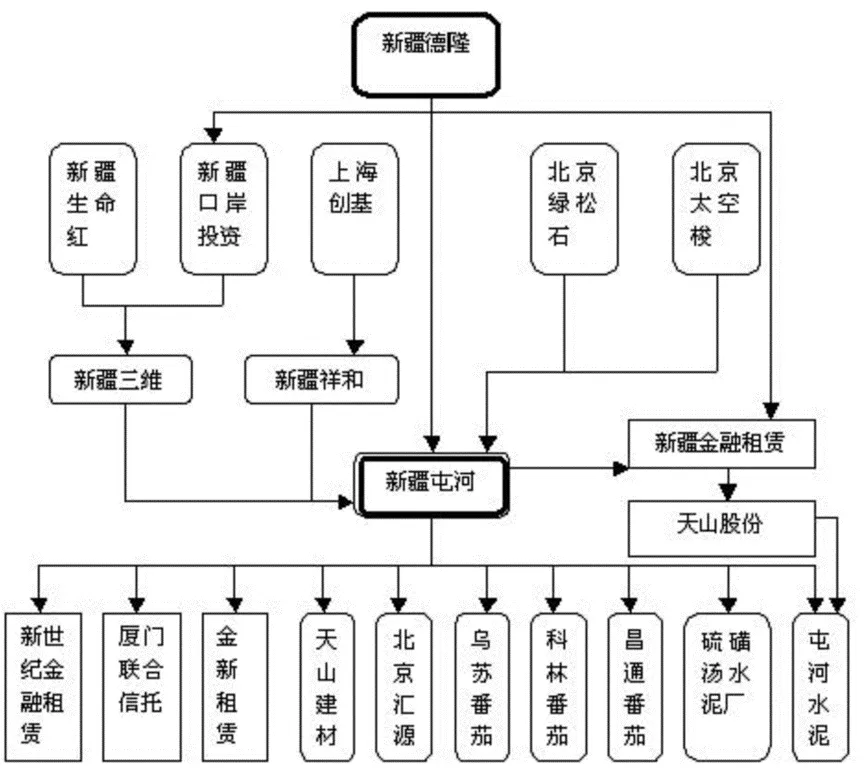 新疆德隆
新疆
生命
红
新疆
口岸
投资
上海
创基
北京
绿松
石
北京
太空
梭
新疆三维
新疆祥和
新疆金融租赁
新疆屯河
天山股份
新世
纪金
融租
赁
厦门
联合
信托
金
新
租
赁
天
山
建
材
北
京
汇
源
乌
苏
番
茄
科
林
番
茄
昌
通
番
茄
硫磺
汤水
泥厂
屯
河
水
泥